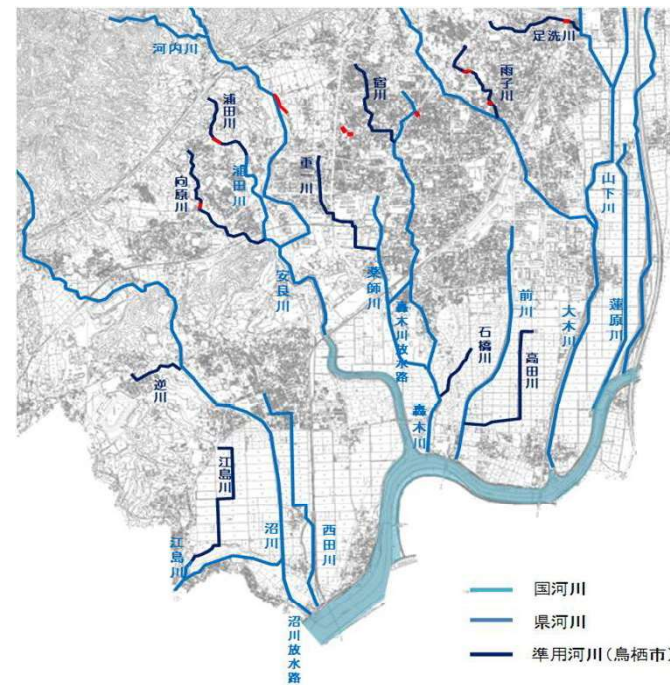 足洗川
河内川
雨子川
宿川
浦田川
山下川
浦田川
向原川
重一川
蓮原川
安良川
薬師川
前川
大木川
轟木川放水路
石橋川
高田川
逆川
轟木川
江島川
沼川
西田川
江島川
国河川
県河川
準用河川(鳥栖市)
沼川放水路